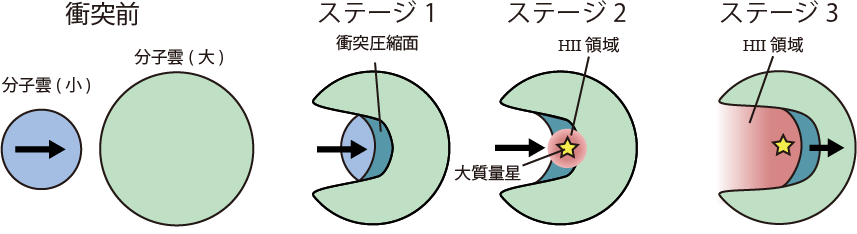 衝突前
ステージ1
ステージ2
ステージ3
分子雲(小)
分子雲(大)
衝突圧縮面
HII 領域
大質量星
HII 領域